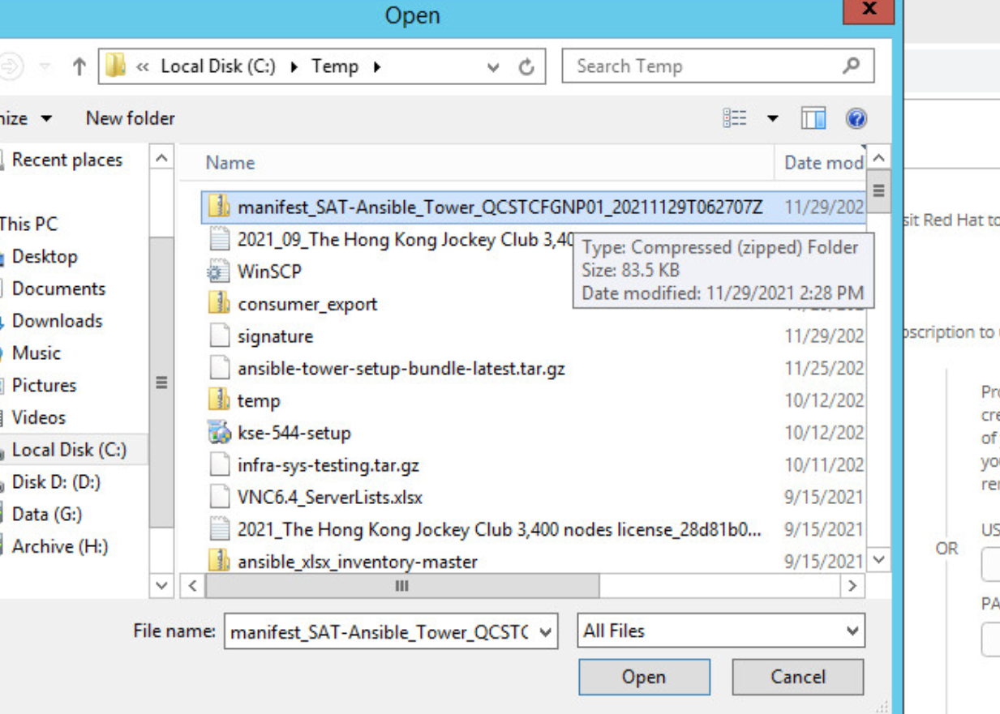 Open
x
« Local Disk (C:) Temp
Search Temp
nize
New folder
Name
Date mod
Recent places
This PC
Desktop
Documents
Downloads
Music
Pictures
Videos
Local Disk (C:)
Disk D: (D:)
Data (G:)
Archive (H:)
manifest_SAT-Ansible_Tower_QCSTCFGNP01_20211129T062707Z 11/29/202
2021_09_The Hong Kong Jockey Club 3,40
WinSCP
consumer_export
signature 11/29/202
ansible-tower-setup-bundle-latest.tar.gz 11/25/202
temp 10/12/202
kse-544-setup 10/12/202
infra-sys-testing.tar.gz 10/11/202
VNC6.4_ServerLists.xlsx 9/15/2021
2021_The Hong Kong Jockey Club 3,400 nodes license_28d81b0... 9/15/2021
ansible_xlsx_inventory-master 9/15/2021
Type: Compressed (zipped) Folder
Size: 83.5 KB
Date modified: 11/29/2021 2:28 PM
File name: manifest_SAT-Ansible_Tower_QCSTC
All Files
Open
Cancel
sit Red Hat to
oscription to
Pr
cre
of
yo
re
OR
US
PA